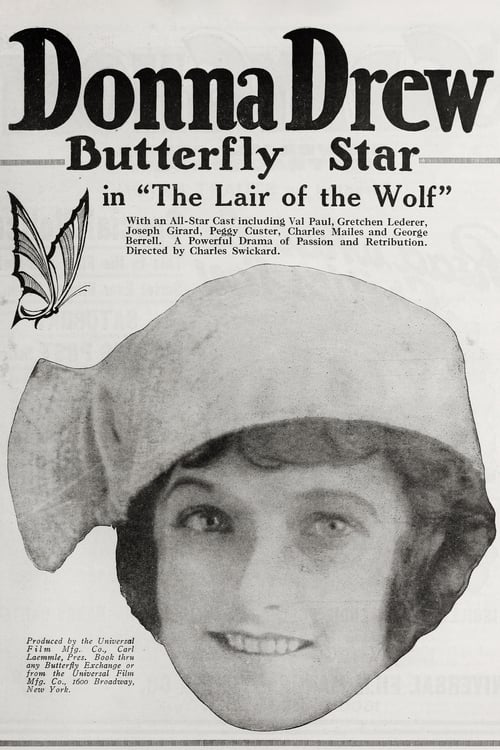 Donna Drew
Butterfly Star
in "The Lair of the Wolf"
With an All-Star Cast including Val Paul, Gretchen Lederer,
Joseph Girard, Peggy Custer, Charles Mailes and George
Berrell. A Powerful Drama of Passion and Retribution.
Directed by Charles Swickard.
Produced by the Universal
Film Mfg. Co., Carl
Laemmle, Pres. Book thru
any Butterfly Exchange or
from the Universal Film
Mfg. Co., 1600 Broadway,
New York.